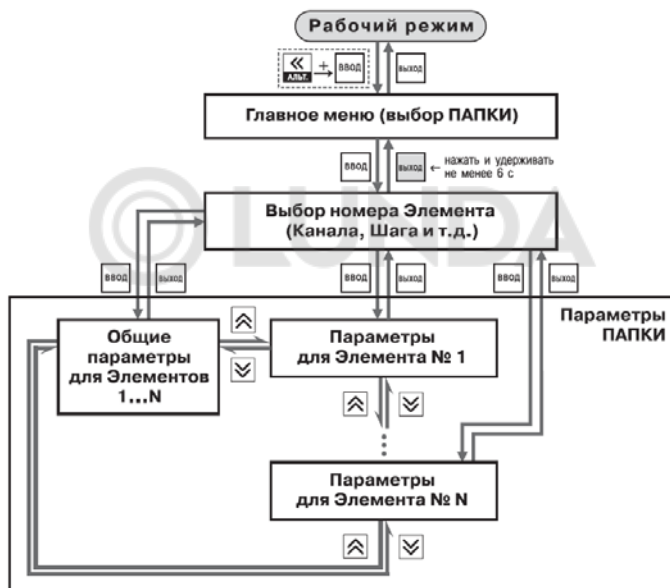 Рабочий режим
АЛЬТ. + ВВОД ВЫХОД
Главное меню (выбор ПАПКИ)
ВВОД ВЫХОД ← нажать и удерживать
не менее 6 с
LUNDA
Выбор номера Элемента
(Канала, Шага и т.д.)
ВВОД ВЫХОД ВВОД ВЫХОД ВВОД ВЫХОД
Параметры
ПАПКИ
Общие
параметры
для Элементов
1...N
Параметры
для Элемента № 1
Параметры
для Элемента № N